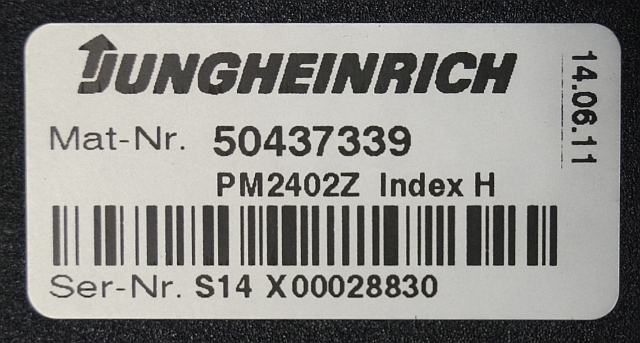 JUNGHEINRICH
Mat-Nr. 50437339
PM2402Z Index H
Ser-Nr. S14 X00028830
14.06.11